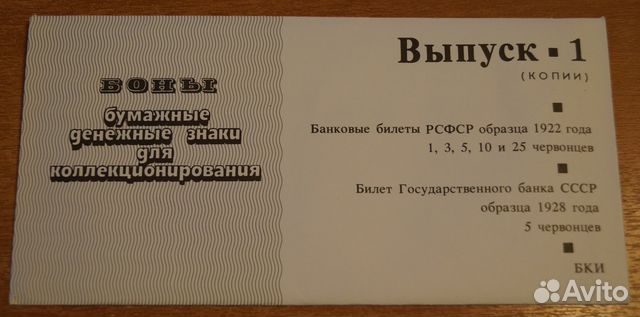 БОНЫ
бумажные
денежные знаки
для
коллекционирования
Выпуск ▪ 1
(КОПИИ)
Банковые билеты РСФСР образца 1922 года
1, 3, 5, 10 и 25 червонцев
Билет Государственного банка СССР
образца 1928 года
5 червонцев
БКИ
Avito